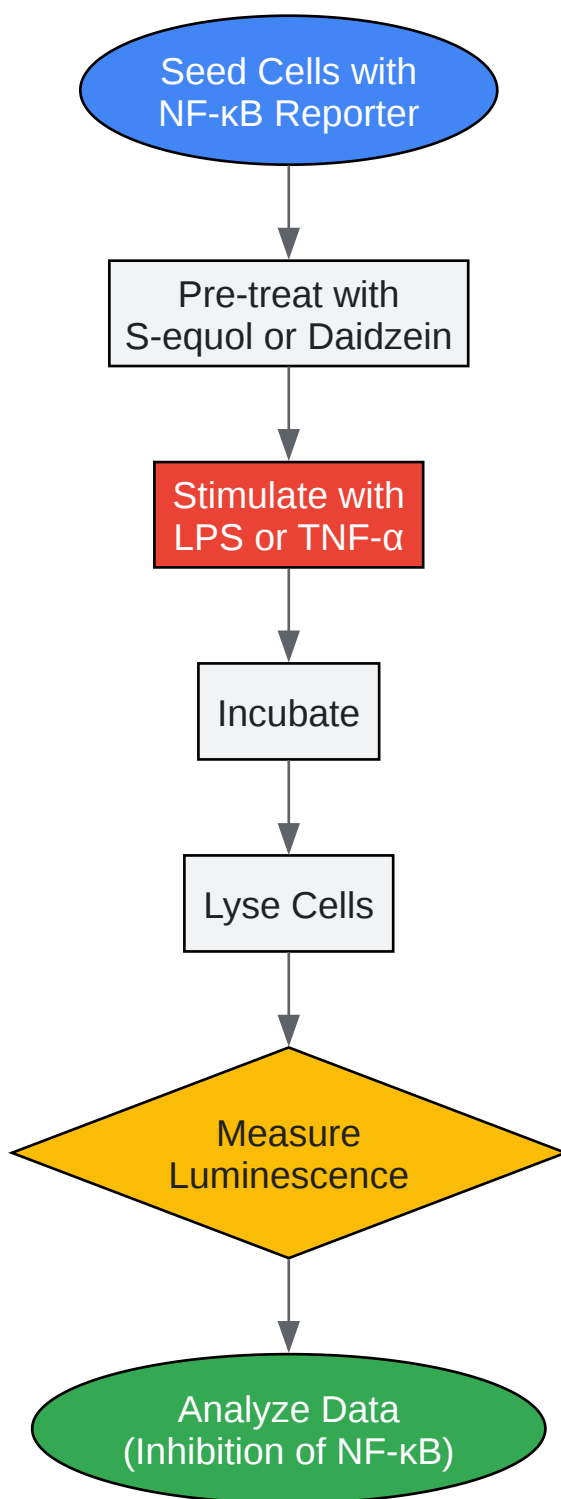 Seed Cells with
NF-κB Reporter
Pre-treat with
S-equol or Daidzein
Stimulate with
LPS or TNF-α
Incubate
Lyse Cells
Measure
Luminescence
Analyze Data
(Inhibition of NF-κB)